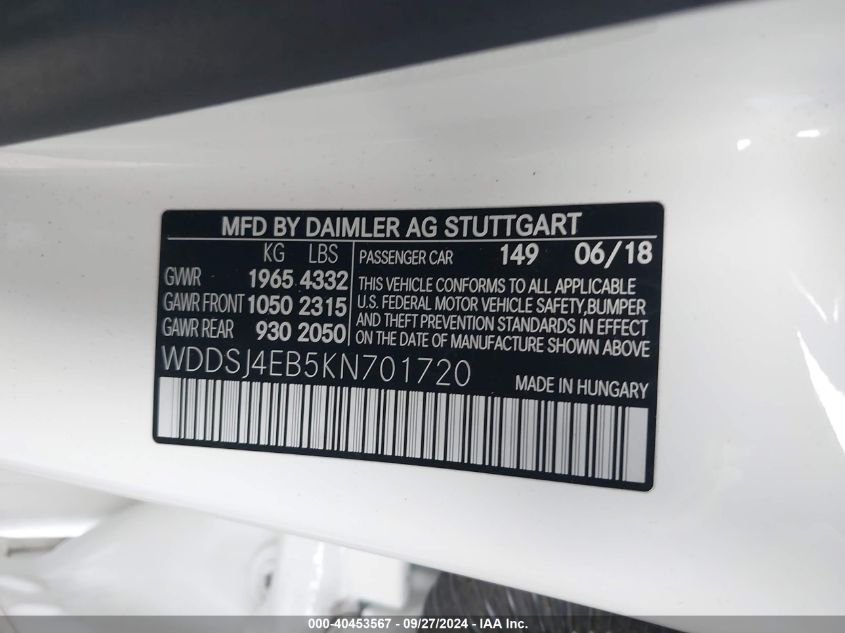 MFD BY DAIMLER AG STUTTGART
KG LBS
GVWR 1965 4332
GAWR FRONT 1050 2315
GAWR REAR 930 2050
PASSENGER CAR 149 06/18
THIS VEHICLE CONFORMS TO ALL APPLICABLE
U.S. FEDERAL MOTOR VEHICLE SAFETY,BUMPER
AND THEFT PREVENTION STANDARDS IN EFFECT
ON THE DATE OF MANUFACTURE SHOWN ABOVE
WDDSJ4EB5KN701720
MADE IN HUNGARY
000-40453567 - 09/27/2024 - IAA Inc.